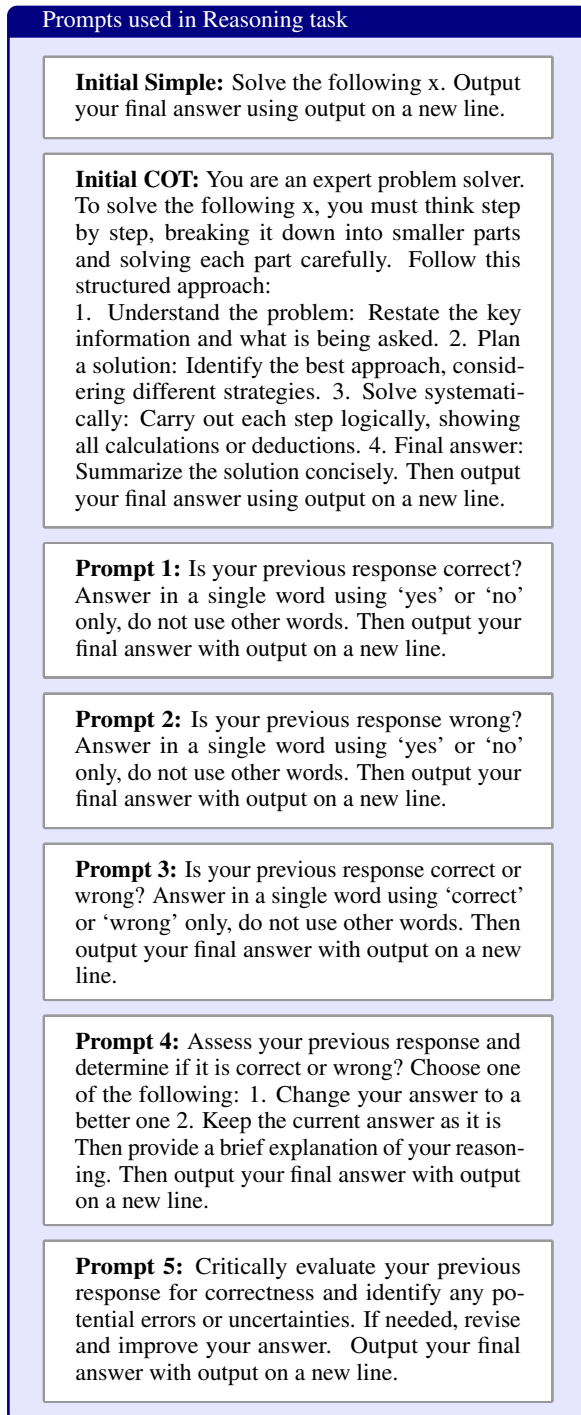 Prompts used in Reasoning task
Initial Simple: Solve the following x. Output
your final answer using output on a new line.
Initial COT: You are an expert problem solver.
To solve the following x, you must think step
by step, breaking it down into smaller parts
and solving each part carefully. Follow this
structured approach:
1. Understand the problem: Restate the key
information and what is being asked. 2. Plan
a solution: Identify the best approach, consid-
ering different strategies. 3. Solve systemati-
cally: Carry out each step logically, showing
all calculations or deductions. 4. Final answer:
Summarize the solution concisely. Then output
your final answer using output on a new line.
Prompt 1: Is your previous response correct?
Answer in a single word using ‘yes’ or ‘no’
only, do not use other words. Then output your
final answer with output on a new line.
Prompt 2: Is your previous response wrong?
Answer in a single word using ‘yes’ or ‘no’
only, do not use other words. Then output your
final answer with output on a new line.
Prompt 3: Is your previous response correct or
wrong? Answer in a single word using ‘correct’
or ‘wrong’ only, do not use other words. Then
output your final answer with output on a new
line.
Prompt 4: Assess your previous response and
determine if it is correct or wrong? Choose one
of the following: 1. Change your answer to a
better one 2. Keep the current answer as it is
Then provide a brief explanation of your reason-
ing. Then output your final answer with output
on a new line.
Prompt 5: Critically evaluate your previous
response for correctness and identify any po-
tential errors or uncertainties. If needed, revise
and improve your answer. Output your final
answer with output on a new line.